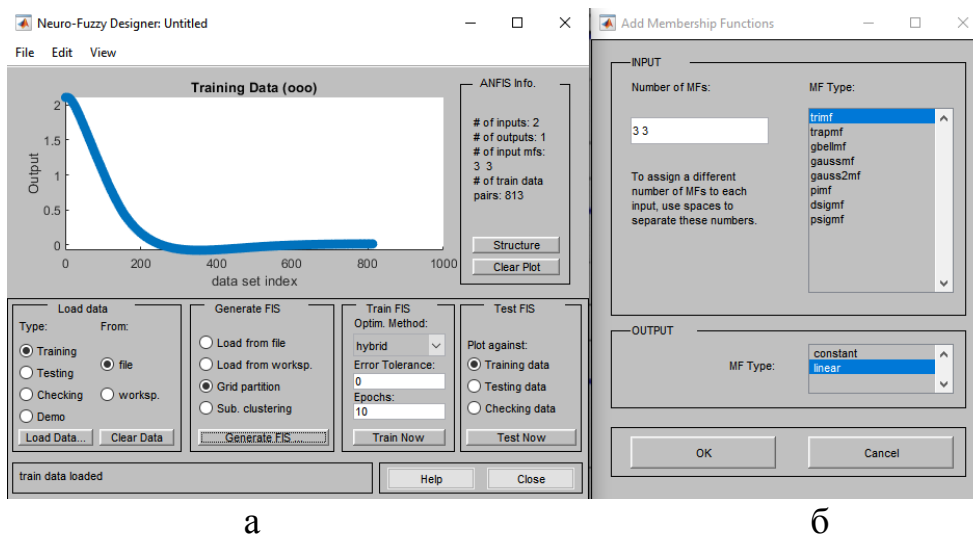 Neuro-Fuzzy Designer: Untitled
File Edit View
Training Data (ooo)
Output
2
1.5
1
0.5
0
0 200 400 600 800 1000
data set index
ANFIS Info.
# of inputs: 2
# of outputs: 1
# of input mfs:
3 3
# of train data
pairs: 813
Structure
Clear Plot
Load data
Type: From:
Training
Testing
Checking
Demo
file
worksp.
Load Data... Clear Data
Generate FIS
Load from file
Load from worksp.
Grid partition
Sub. clustering
Generate FIS ...
Train FIS
Optim. Method:
hybrid
Error Tolerance:
0
Epochs:
10
Train Now
Test FIS
Plot against:
Training data
Testing data
Checking data
Test Now
train data loaded
Help Close
а
Add Membership Functions
INPUT
Number of MFs:
3 3
To assign a different
number of MFs to each
input, use spaces to
separate these numbers.
MF Type:
trimf
trapmf
gbellmf
gaussmf
gauss2mf
pimf
dsigmf
psigmf
OUTPUT
MF Type:
constant
linear
OK Cancel
б